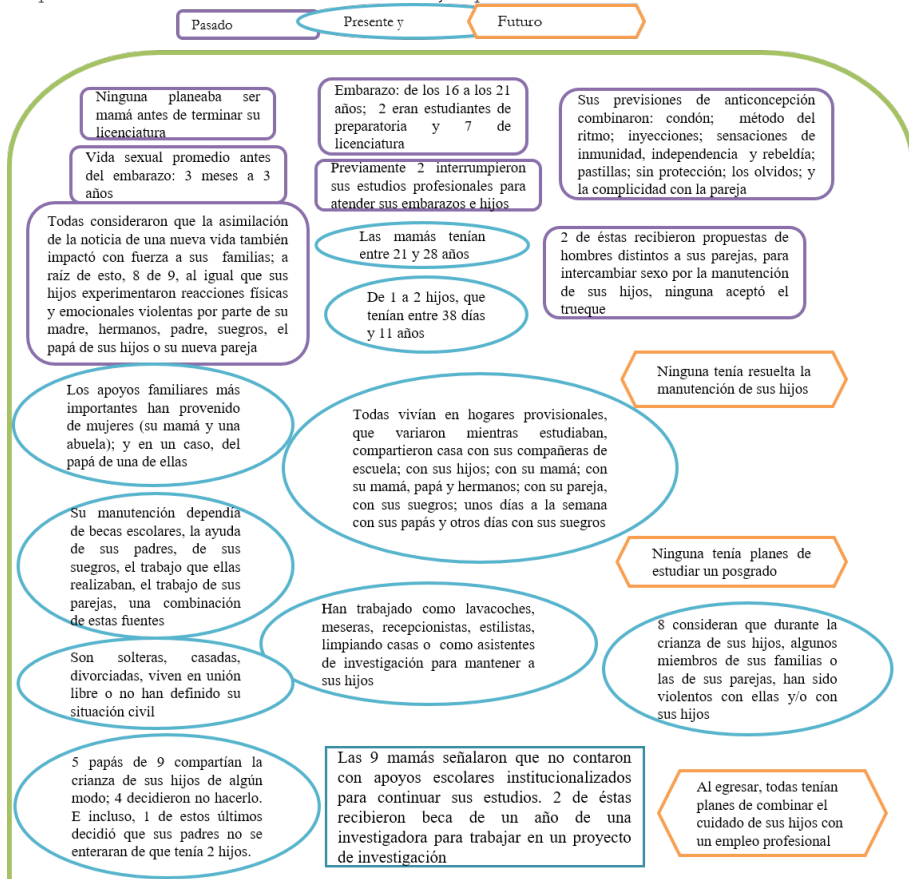 Pasado
Presente y
Futuro
Ninguna planeaba ser
mamá antes de terminar su
licenciatura
Embarazo: de los 16 a los 21
años; 2 eran estudiantes de
preparatoria y 7 de
licenciatura
Sus previsiones de anticoncepción
combinaron: condón; método del
ritmo; inyecciones; sensaciones de
inmunidad, independencia y rebeldía;
pastillas; sin protección; los olvidos; y
la complicidad con la pareja
Vida sexual promedio antes
del embarazo: 3 meses a 3
años
Previamente 2 interrumpieron
sus estudios profesionales para
atender sus embarazos e hijos
Todas consideraron que la asimilación
de la noticia de una nueva vida también
impactó con fuerza a sus familias; a
raíz de esto, 8 de 9, al igual que sus
hijos experimentaron reacciones físicas
y emocionales violentas por parte de su
madre, hermanos, padre, suegros, el
papá de sus hijos o su nueva pareja
Las mamás tenían
entre 21 y 28 años
2 de éstas recibieron propuestas de
hombres distintos a sus parejas, para
intercambiar sexo por la manutención
de sus hijos, ninguna aceptó el
trueque
De 1 a 2 hijos, que
tenían entre 38 días
y 11 años
Ninguna tenía resuelta la
manutención de sus hijos
Los apoyos familiares más
importantes han provenido
de mujeres (su mamá y una
abuela); y en un caso, del
papá de una de ellas
Todas vivían en hogares provisionales,
que variaron mientras estudiaban,
compartieron casa con sus compañeras de
escuela; con sus hijos; con su mamá; con
su mamá, papá y hermanos; con su pareja,
con sus suegros; unos días a la semana
con sus papás y otros días con sus suegros
Su manutención dependía
de becas escolares, la ayuda
de sus padres, de sus
suegros, el trabajo que ellas
realizaban, el trabajo de sus
parejas, una combinación
de estas fuentes
Ninguna tenía planes de
estudiar un posgrado
Han trabajado como lavacoches,
meseras, recepcionistas, estilistas,
limpiando casas o como asistentes
de investigación para mantener a
sus hijos
8 consideran que durante la
crianza de sus hijos, algunos
miembros de sus familias o
las de sus parejas, han sido
violentos con ellas y/o con
sus hijos
Son solteras, casadas,
divorciadas, viven en unión
libre o no han definido su
situación civil
5 papás de 9 compartían la
crianza de sus hijos de algún
modo; 4 decidieron no hacerlo.
E incluso, 1 de estos últimos
decidió que sus padres no se
enteraran de que tenía 2 hijos.
Las 9 mamás señalaron que no contaron
con apoyos escolares institucionalizados
para continuar sus estudios. 2 de éstas
recibieron beca de un año de una
investigadora para trabajar en un proyecto
de investigación
Al egresar, todas tenían
planes de combinar el
cuidado de sus hijos con
un empleo profesional